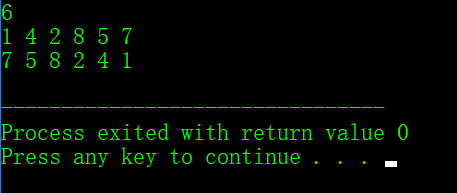 6
1 4 2 8 5 7
7 5 8 2 4 1
--------------------------------
Process exited with return value 0
Press any key to continue . . .